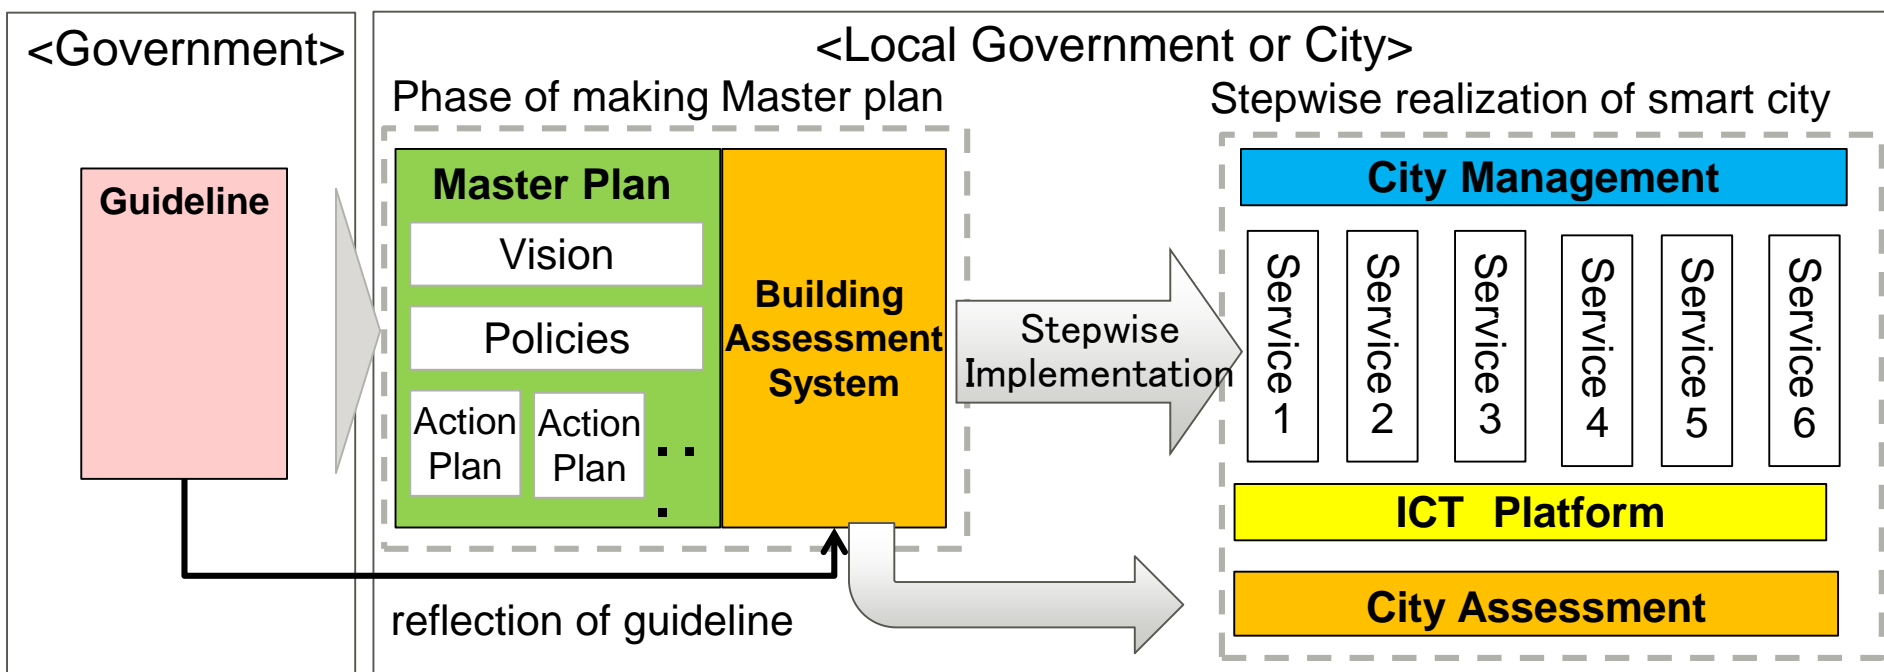 <Government>
<Local Government or City>
Phase of making Master plan
Stepwise realization of smart city
Guideline
Master Plan
Vision
Policies
Action
Plan
Action
Plan
. .
.
Building
Assessment
System
Stepwise
Implementation
City Management
Service 1
Service 2
Service 3
Service 4
Service 5
Service 6
ICT Platform
City Assessment
reflection of guideline